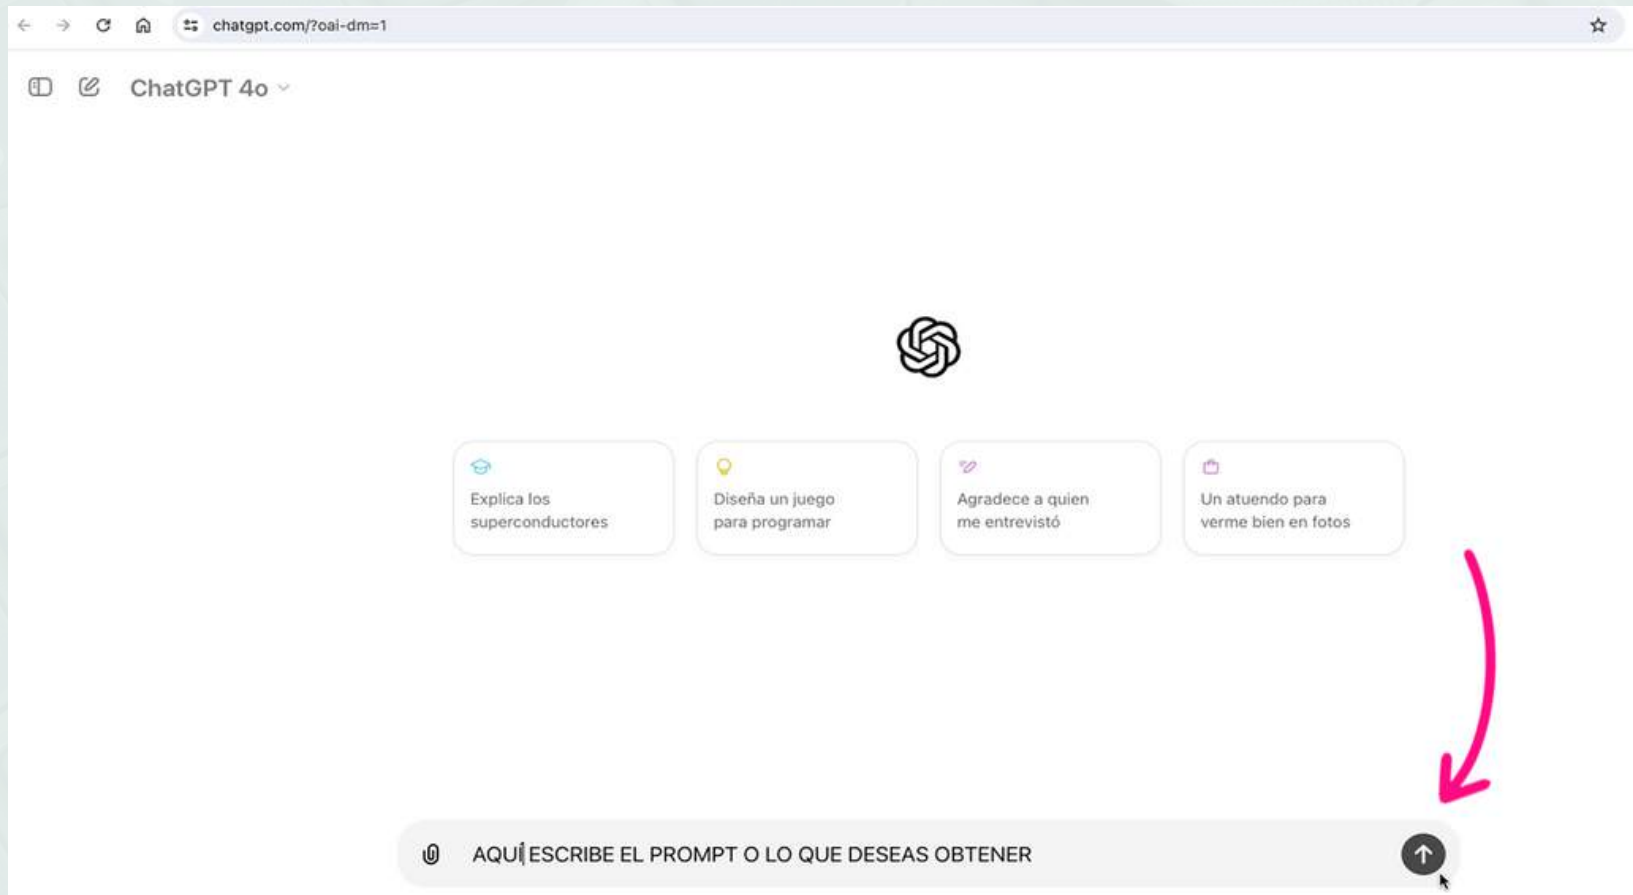 chatgpt.com/?oai-dm=1
ChatGPT 4o
Explica los
superconductores
Diseña un juego
para programar
Agradece a quien
me entrevistó
Un atuendo para
verme bien en fotos
AQUÍ ESCRIBE EL PROMPT O LO QUE DESEAS OBTENER